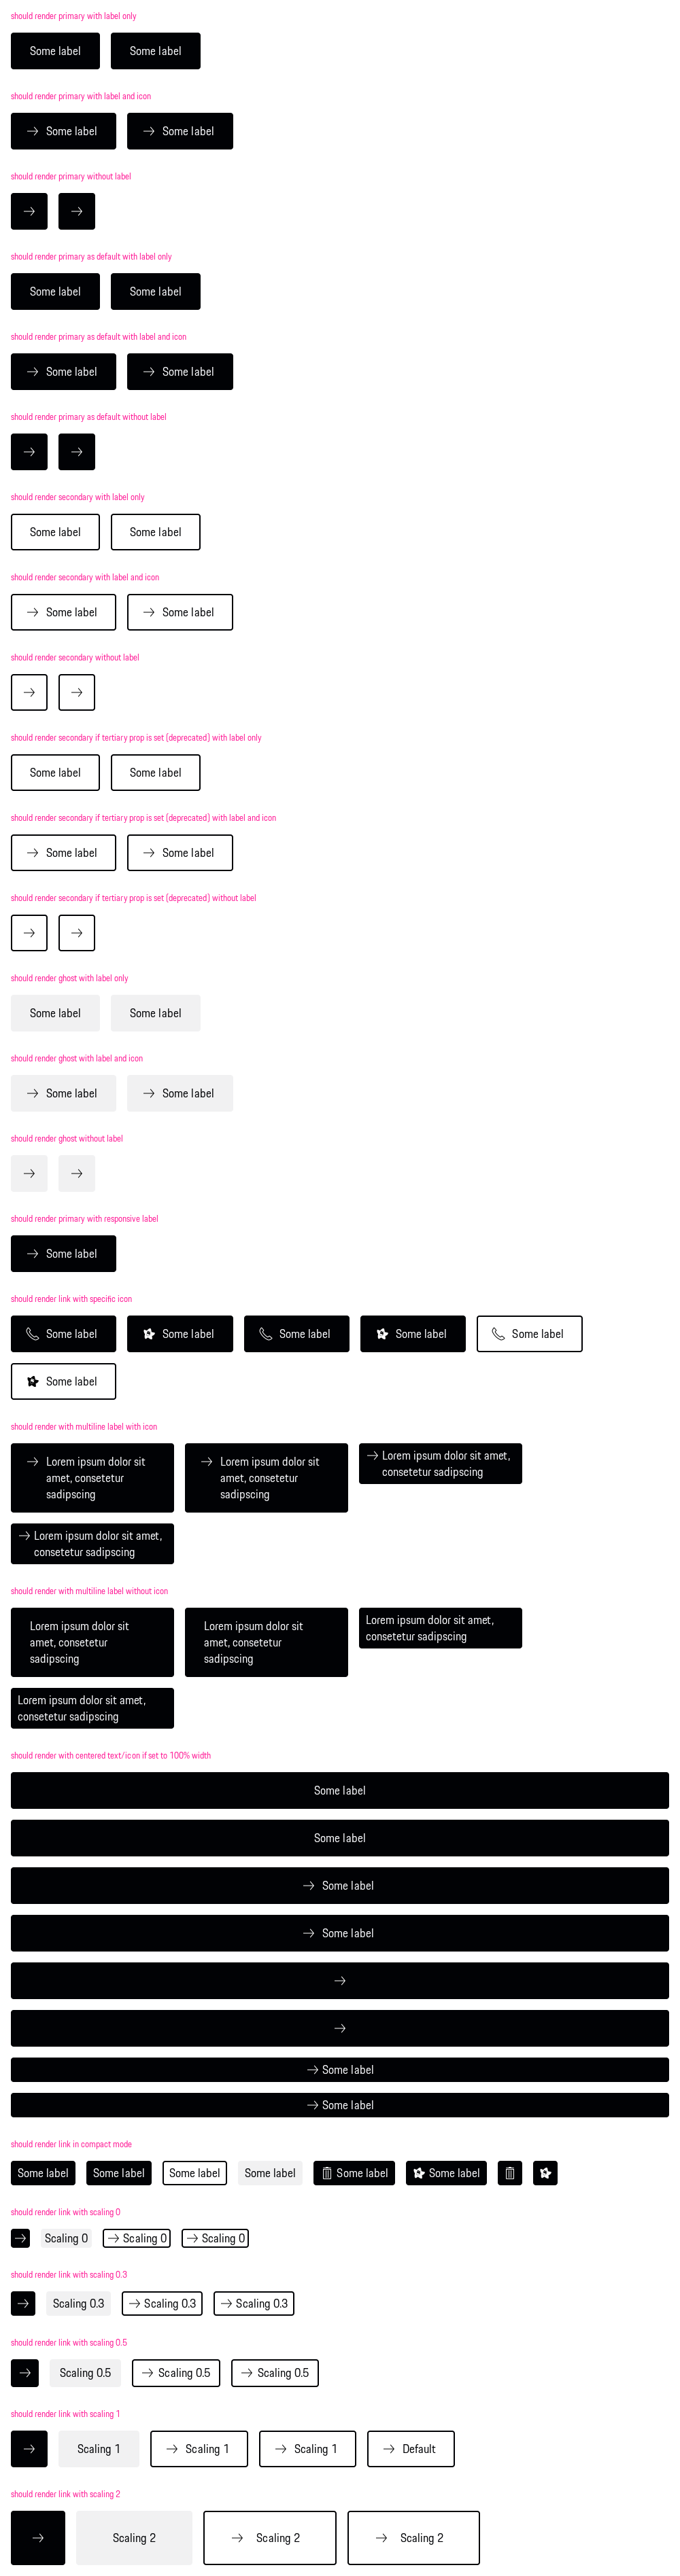 should render primary with label only
Some label Some label
should render primary with label and icon
Some label Some label
should render primary without label
should render primary as default with label only
Some label Some label
should render primary as default with label and icon
Some label Some label
should render primary as default without label
should render secondary with label only
Some label Some label
should render secondary with label and icon
Some label Some label
should render secondary without label
should render secondary if tertiary prop is set (deprecated) with label only
Some label Some label
should render secondary if tertiary prop is set (deprecated) with label and icon
Some label Some label
should render secondary if tertiary prop is set (deprecated) without label
should render ghost with label only
Some label Some label
should render ghost with label and icon
Some label Some label
should render ghost without label
should render primary with responsive label
Some label
should render link with specific icon
Some label Some label Some label Some label Some label
Some label
should render with multiline label with icon
Lorem ipsum dolor sit
amet, consetetur
sadipscing
Lorem ipsum dolor sit
amet, consetetur
sadipscing
Lorem ipsum dolor sit amet,
consetetur sadipscing
Lorem ipsum dolor sit amet,
consetetur sadipscing
should render with multiline label without icon
Lorem ipsum dolor sit
amet, consetetur
sadipscing
Lorem ipsum dolor sit
amet, consetetur
sadipscing
Lorem ipsum dolor sit amet,
consetetur sadipscing
Lorem ipsum dolor sit amet,
consetetur sadipscing
should render with centered text/icon if set to 100% width
Some label
Some label
Some label
Some label
Some label
Some label
should render link in compact mode
Some label Some label Some label Some label Some label Some label
should render link with scaling 0
Scaling 0 Scaling 0 Scaling 0
should render link with scaling 0.3
Scaling 0.3 Scaling 0.3 Scaling 0.3
should render link with scaling 0.5
Scaling 0.5 Scaling 0.5 Scaling 0.5
should render link with scaling 1
Scaling 1 Scaling 1 Scaling 1 Default
should render link with scaling 2
Scaling 2 Scaling 2 Scaling 2